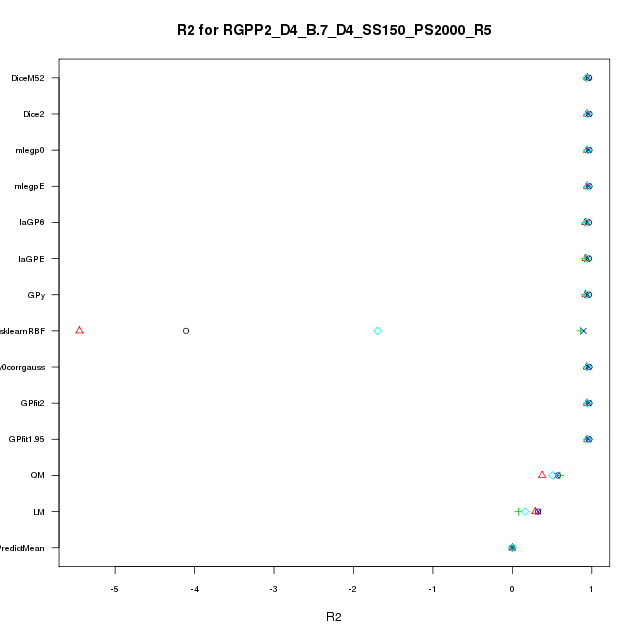 R2 for RGPP2_D4_B.7_D4_SS150_PS2000_R5
DiceM52
Dice2
mlegp0
mlegpE
laGP6
laGPE
GPy
sklearnRBF
y0corrgauss
GPfit2
GPfit1.95
QM
LM
PredictMean
-5 -4 -3 -2 -1 0 1
R2